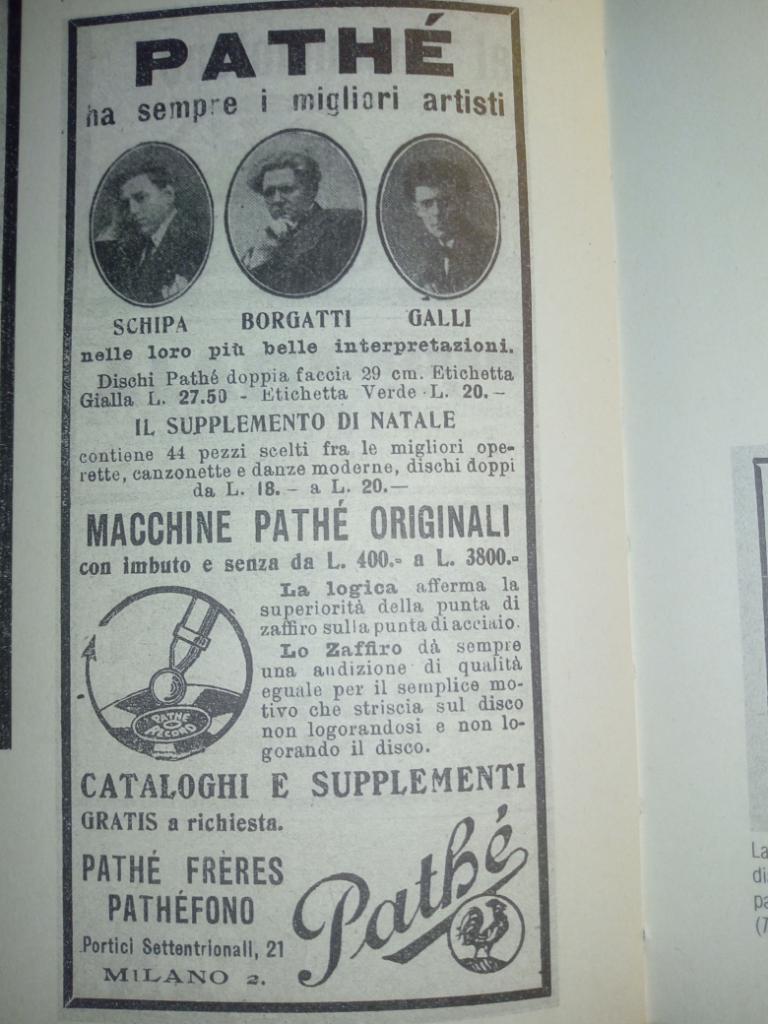 PATHÉ
ha sempre i migliori artisti
SCHIPA BORGATTI GALLI
nelle loro più belle interpretazioni.
Dischi Pathé doppia faccia 29 cm. Etichetta
Gialla L. 27.50 - Etichetta Verde L. 20.—
IL SUPPLEMENTO DI NATALE
contiene 44 pezzi scelti fra le migliori ope-
rette, canzonette e danze moderne, dischi doppi
da L. 18.— a L. 20.—
MACCHINE PATHÉ ORIGINALI
con imbuto e senza da L. 400.- a L. 3800.-
La logica afferma la
superiorità della punta di
zaffiro sulla punta di acciaio.
Lo Zaffiro dà sempre
una audizione di qualità
eguale per il semplice mo-
tivo che striscia sul disco
non logorandosi e non lo-
gorando il disco.
PATHÉ
RECORD
CATALOGHI E SUPPLEMENTI
GRATIS a richiesta.
PATHÉ FRÈRES
PATHÉFONO
Portici Settentrionali, 21
MILANO 2.
Pathé
La
di
pa
(T